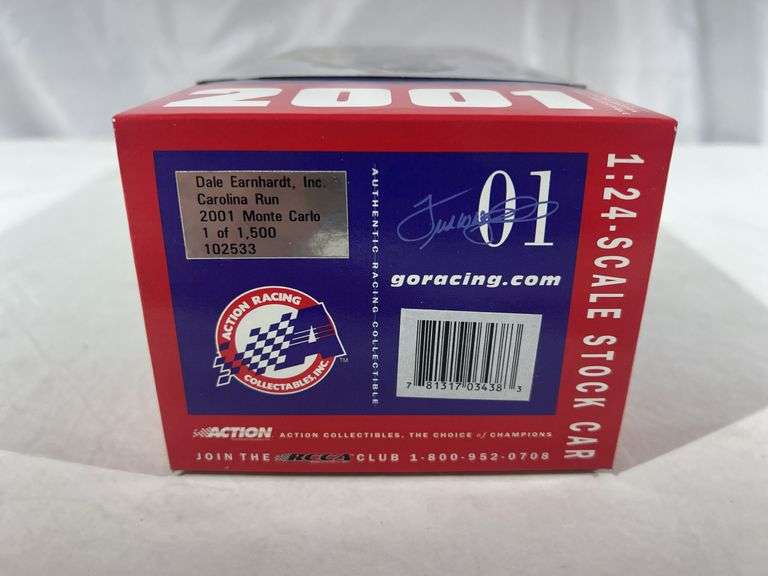 2001
Dale Earnhardt, Inc.
Carolina Run
2001 Monte Carlo
1 of 1,500
102533
AUTHENTIC RACING COLLECTIBLE
01
goracing.com
ACTION RACING
COLLECTABLES, INC.
TM
7 81317 03438 3
1:24-SCALE STOCK CAR
ACTION ACTION COLLECTIBLES, THE CHOICE of CHAMPIONS
JOIN THE RCCA CLUB 1-800-952-0708